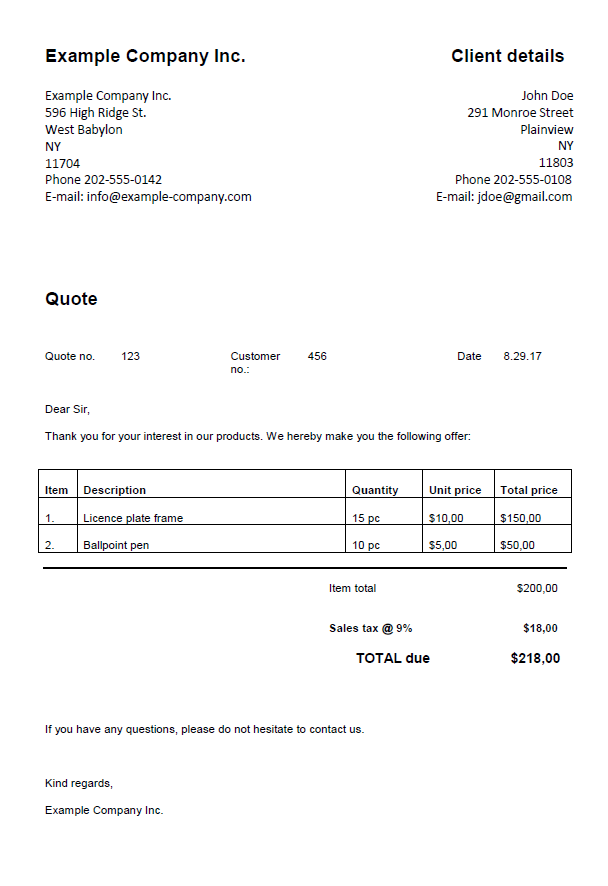 Example Company Inc.
Client details
Example Company Inc.
596 High Ridge St.
West Babylon
NY
11704
Phone 202-555-0142
E-mail: info@example-company.com
John Doe
291 Monroe Street
Plainview
NY
11803
Phone 202-555-0108
E-mail: jdoe@gmail.com
Quote
Quote no. 123 Customer no.: 456 Date 8.29.17
Dear Sir,
Thank you for your interest in our products. We hereby make you the following offer:
Item Description Quantity Unit price Total price
1. Licence plate frame 15 pc $10,00 $150,00
2. Ballpoint pen 10 pc $5,00 $50,00
Item total $200,00
Sales tax @ 9% $18,00
TOTAL due $218,00
If you have any questions, please do not hesitate to contact us.
Kind regards,
Example Company Inc.